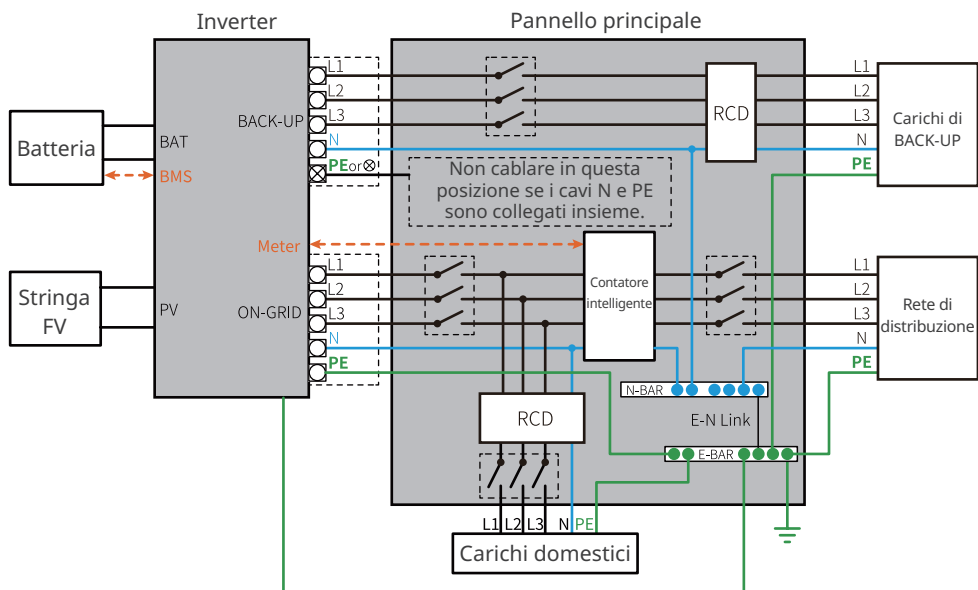 Inverter
Pannello principale
Batteria
BAT
BMS
BACK-UP
L1
L2
L3
N
PEor⊗
RCD
L1
L2
L3
N
PE
Carichi di
BACK-UP
Non cablare in questa
posizione se i cavi N e PE
sono collegati insieme.
Meter
Stringa
FV
PV
ON-GRID
L1
L2
L3
N
PE
Contatore
intelligente
L1
L2
L3
N
PE
Rete di
distribuzione
N-BAR
E-N Link
E-BAR
RCD
L1 L2 L3 N PE
Carichi domestici